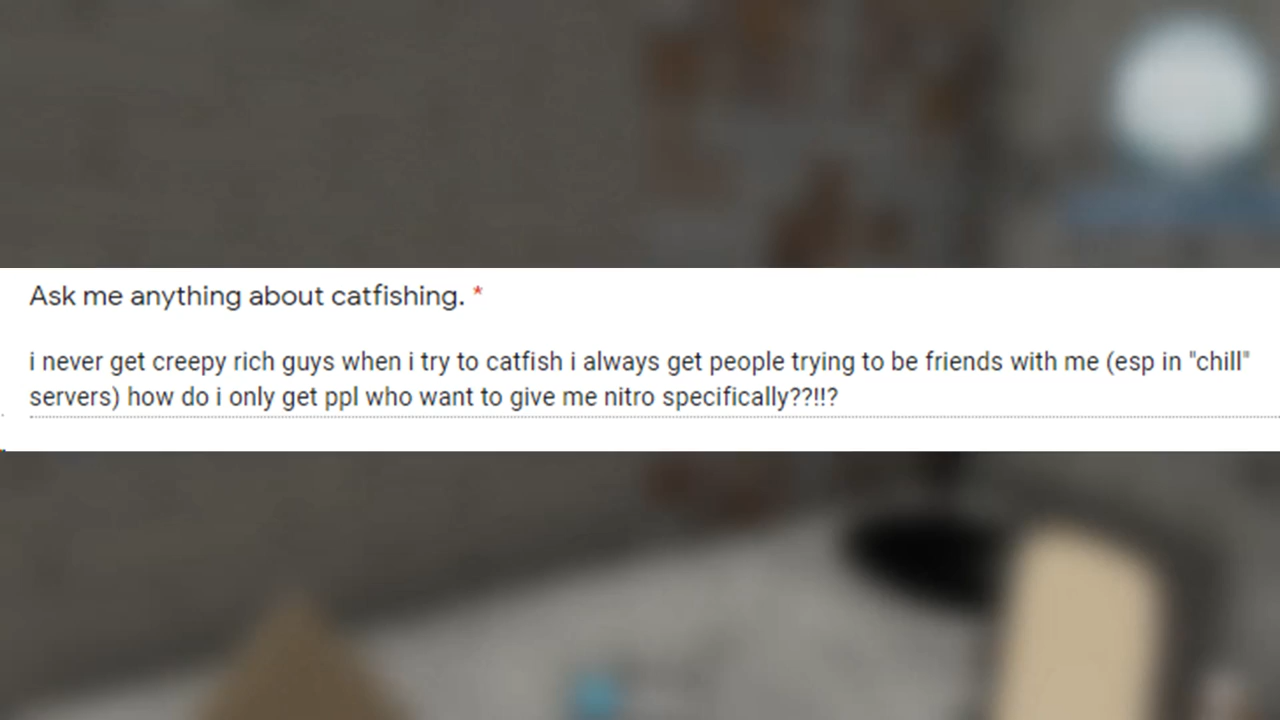 Ask me anything about catfishing. *
i never get creepy rich guys when i try to catfish i always get people trying to be friends with me (esp in "chill"
servers) how do i only get ppl who want to give me nitro specifically??!!?